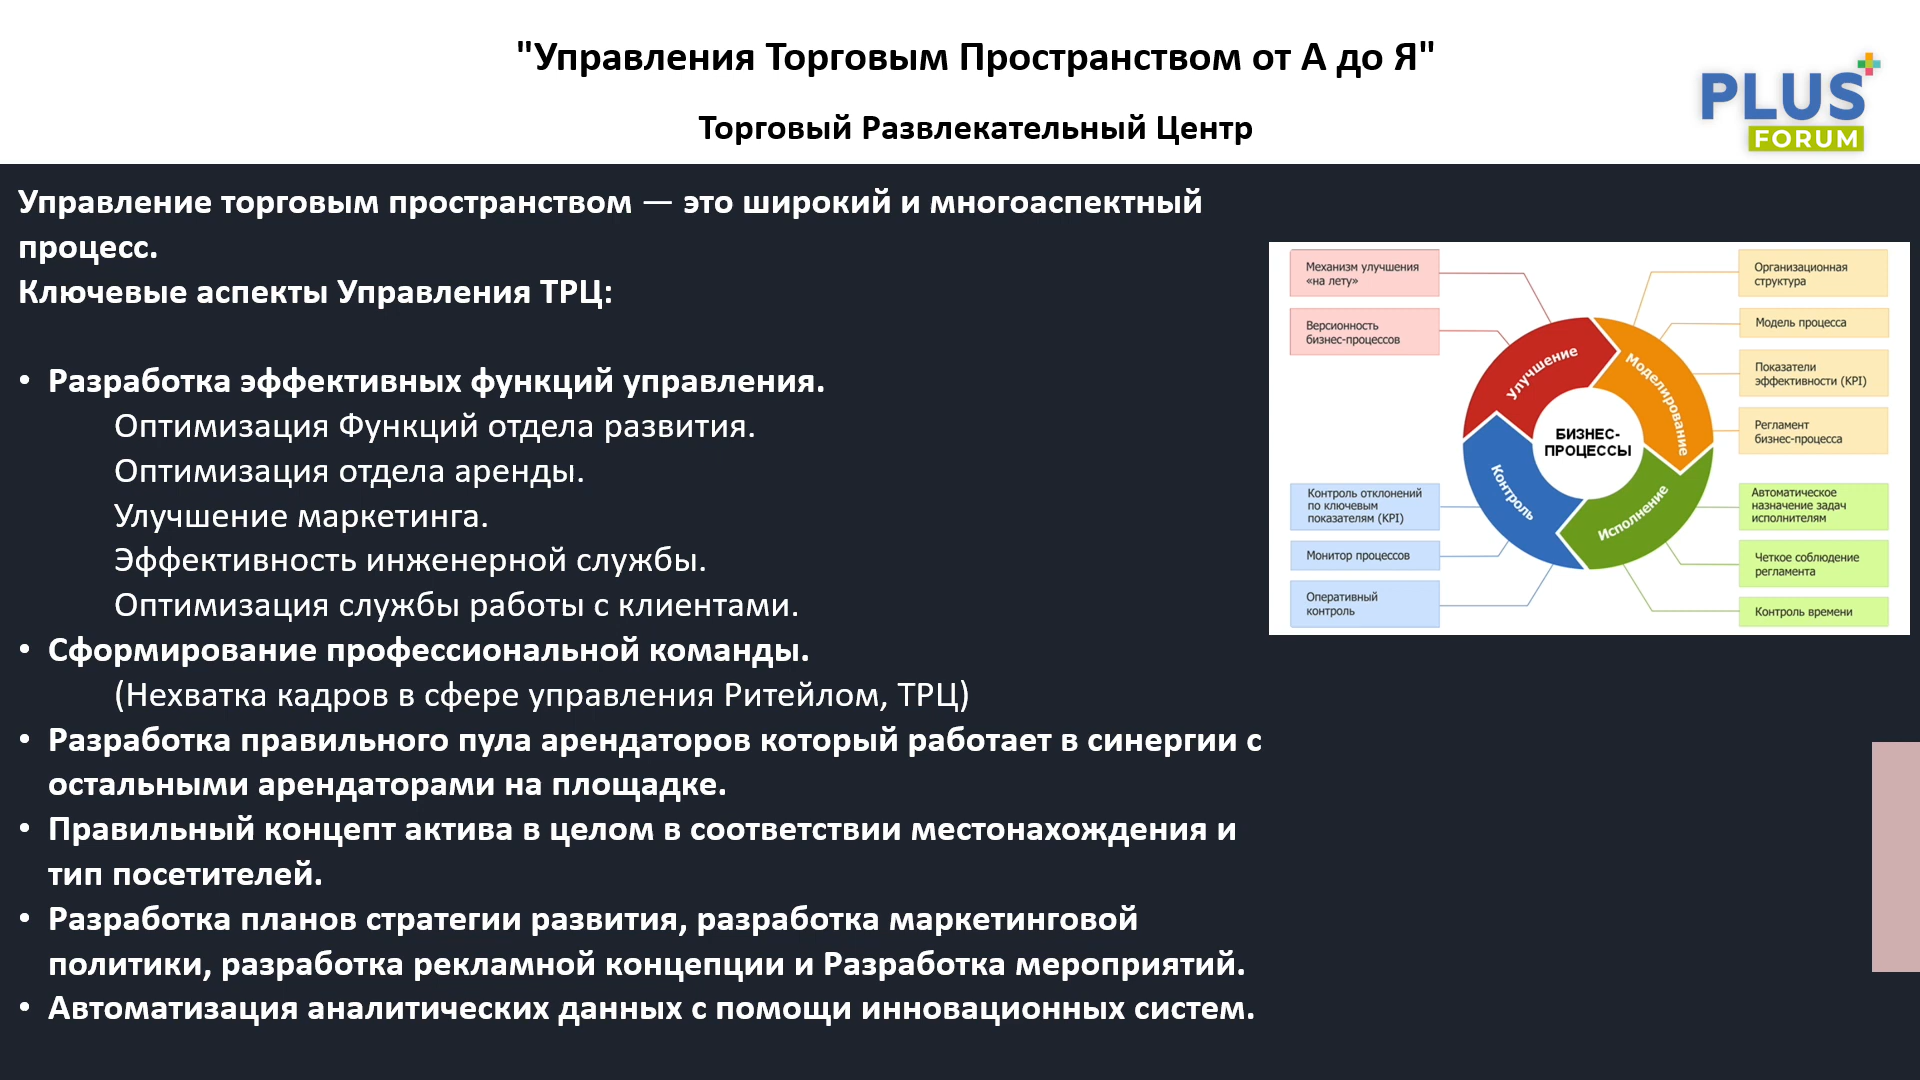 "Управления Торговым Пространством от А до Я"
Торговый Развлекательный Центр
PLUS
FORUM
Управление торговым пространством — это широкий и многоаспектный
процесс.
Ключевые аспекты Управления ТРЦ:
• Разработка эффективных функций управления.
Оптимизация Функций отдела развития.
Оптимизация отдела аренды.
Улучшение маркетинга.
Эффективность инженерной службы.
Оптимизация службы работы с клиентами.
• Сформирование профессиональной команды.
(Нехватка кадров в сфере управления Ритейлом, ТРЦ)
• Разработка правильного пула арендаторов который работает в синергии с
остальными арендаторами на площадке.
• Правильный концепт актива в целом в соответствии местонахождения и
тип посетителей.
• Разработка планов стратегии развития, разработка маркетинговой
политики, разработка рекламной концепции и Разработка мероприятий.
• Автоматизация аналитических данных с помощи инновационных систем.
Механизм улучшения
«на лету»
Версионность
бизнес-процессов
Контроль отклонений
по ключевым
показателям (KPI)
Монитор процессов
Оперативный
контроль
Улучшение
Моделирование
Исполнение
Контроль
БИЗНЕС-
ПРОЦЕССЫ
Организационная
структура
Модель процесса
Показатели
эффективности (KPI)
Регламент
бизнес-процесса
Автоматическое
назначение задач
исполнителям
Четкое соблюдение
регламента
Контроль времени